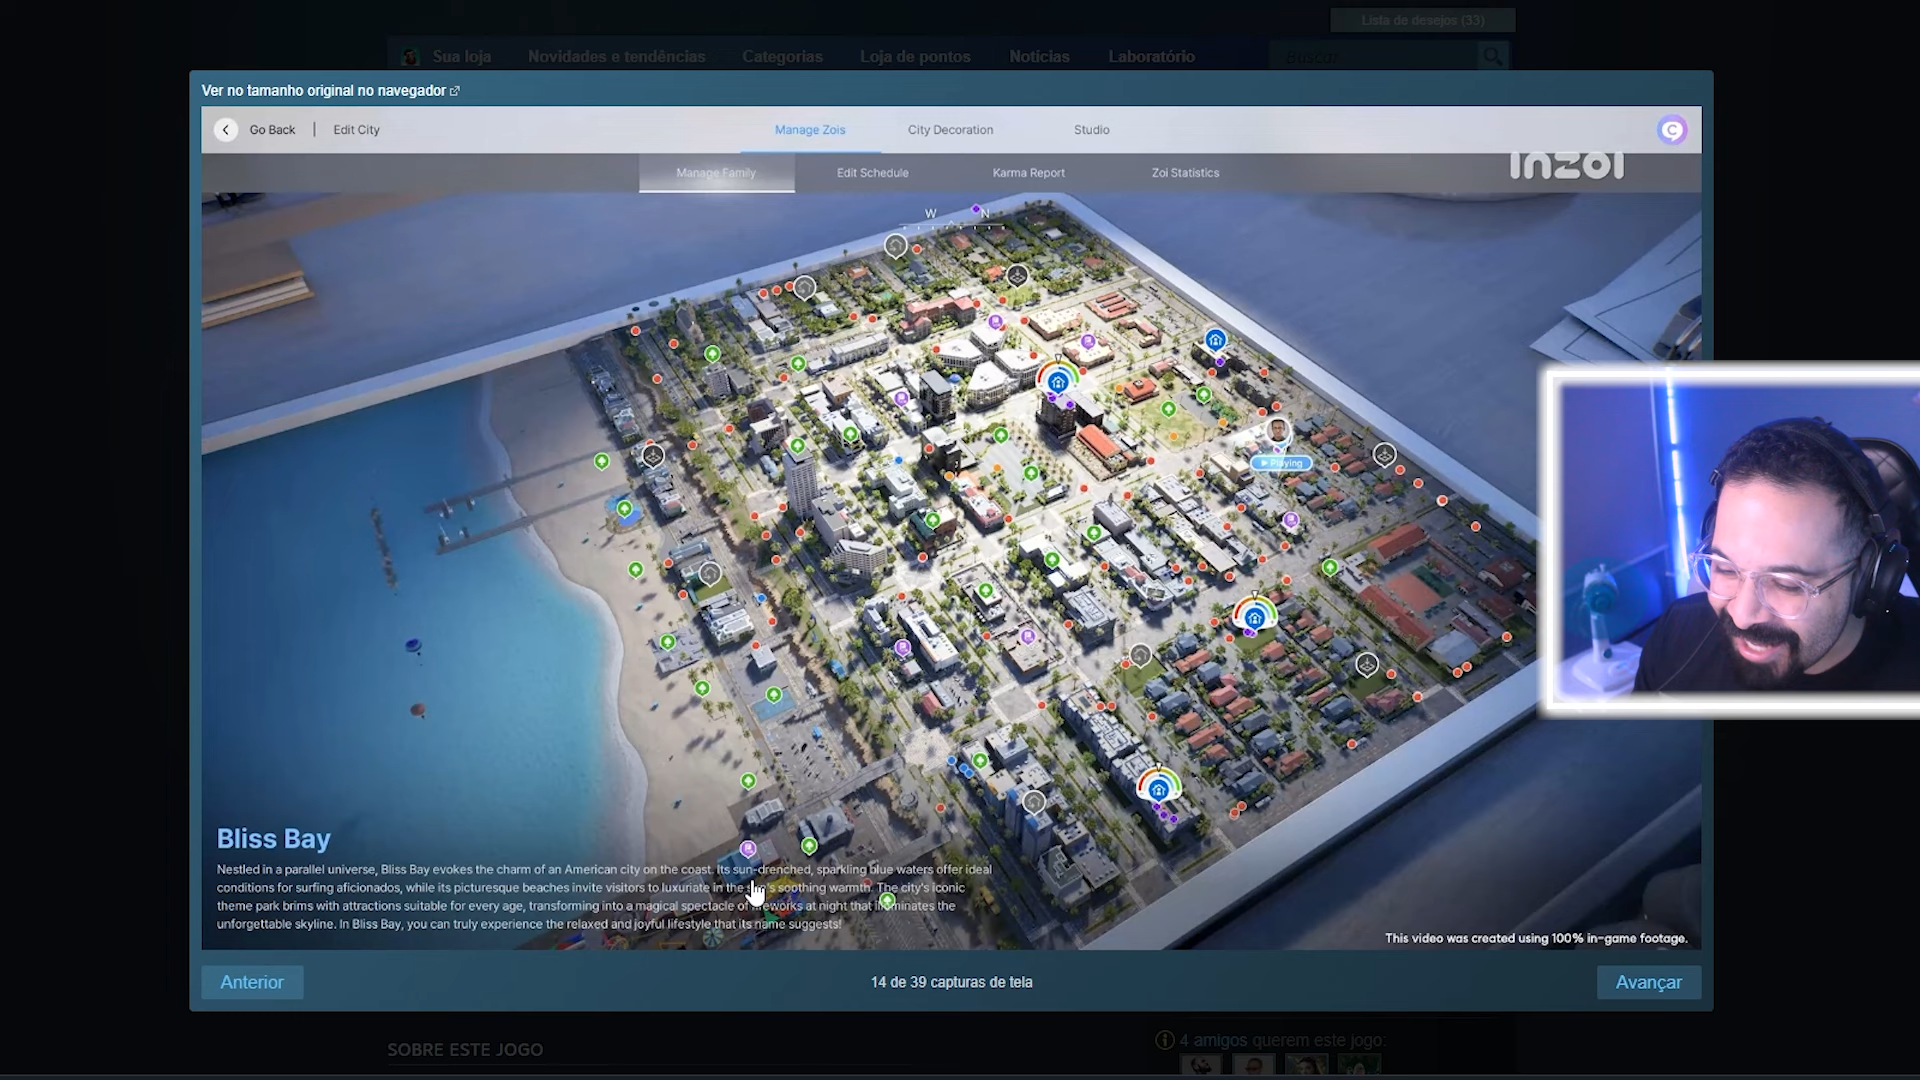 Lista de desejos (33)
Sua loja Novidades e tendências Categorias Loja de pontos Notícias Laboratório Buscar
Ver no tamanho original no navegador
Go Back | Edit City Manage Zois City Decoration Studio
Manage Family Edit Schedule Karma Report Zoi Statistics
inZOI
W N
Playing
Bliss Bay
Nestled in a parallel universe, Bliss Bay evokes the charm of an American city on the coast. Its sun-drenched, sparkling blue waters offer ideal
conditions for surfing aficionados, while its picturesque beaches invite visitors to luxuriate in the sun's soothing warmth. The city's iconic
theme park brims with attractions suitable for every age, transforming into a magical spectacle of fireworks at night that illuminates the
unforgettable skyline. In Bliss Bay, you can truly experience the relaxed and joyful lifestyle that its name suggests!
This video was created using 100% in-game footage.
Anterior 14 de 39 capturas de tela Avançar
SOBRE ESTE JOGO
4 amigos querem este jogo: